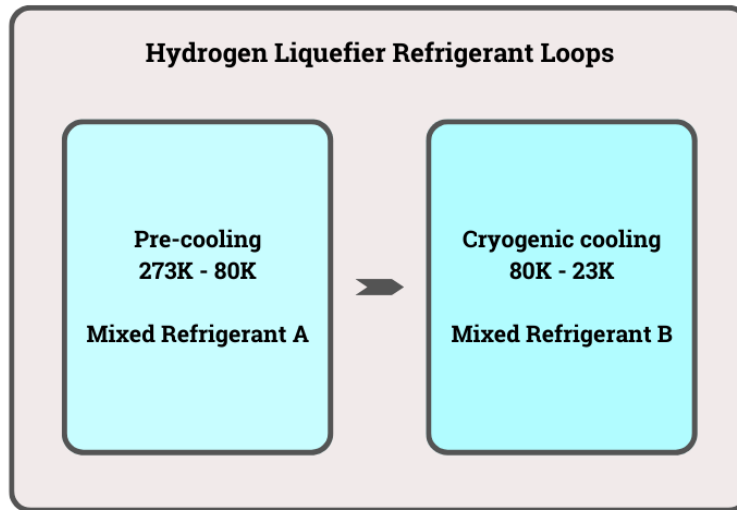 Hydrogen Liquefier Refrigerant Loops
Pre-cooling
273K - 80K
Mixed Refrigerant A
Cryogenic cooling
80K - 23K
Mixed Refrigerant B